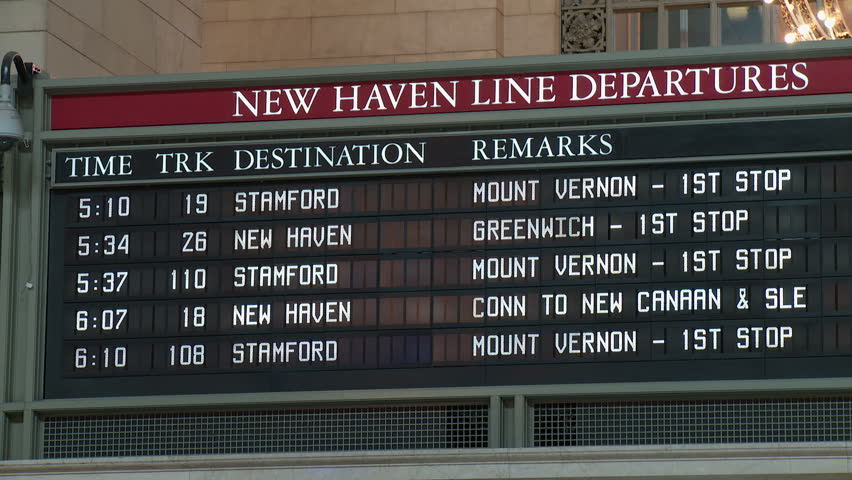 NEW HAVEN LINE DEPARTURES
TIME TRK DESTINATION REMARKS
5:10 19 STAMFORD MOUNT VERNON - 1ST STOP
5:34 26 NEW HAVEN GREENWICH - 1ST STOP
5:37 110 STAMFORD MOUNT VERNON - 1ST STOP
6:07 18 NEW HAVEN CONN TO NEW CANAAN & SLE
6:10 108 STAMFORD MOUNT VERNON - 1ST STOP